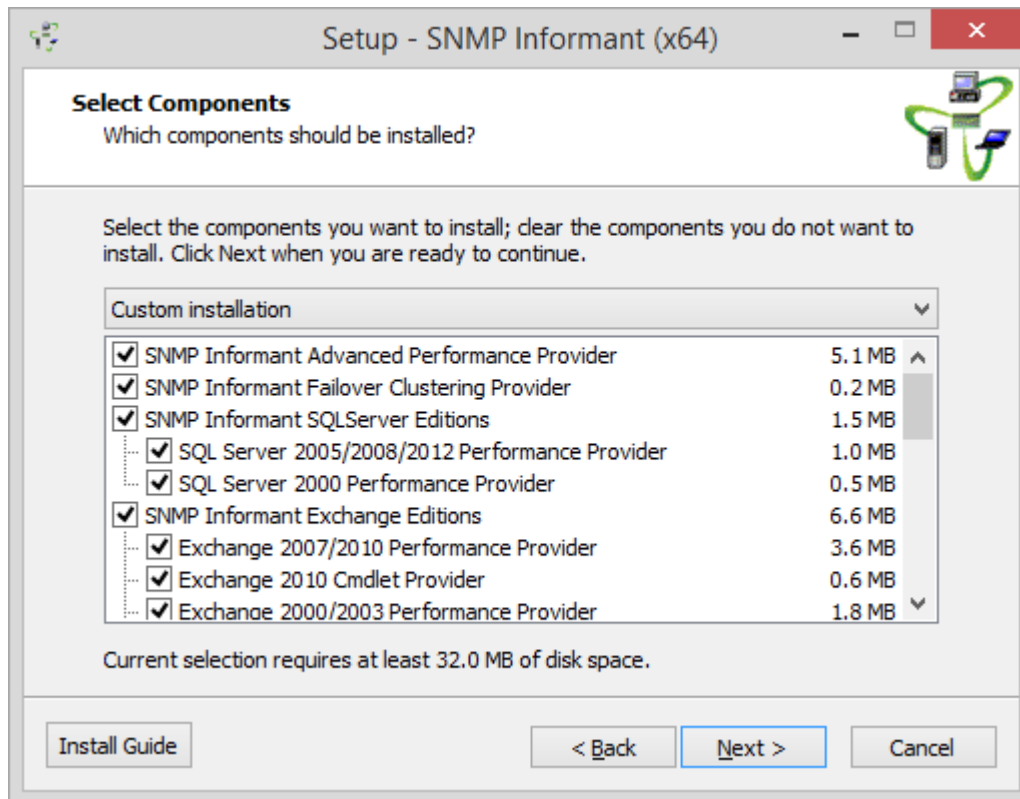 Setup - SNMP Informant (x64)
Select Components
Which components should be installed?
Select the components you want to install; clear the components you do not want to
install. Click Next when you are ready to continue.
Custom installation
SNMP Informant Advanced Performance Provider 5.1 MB
SNMP Informant Failover Clustering Provider 0.2 MB
SNMP Informant SQLServer Editions 1.5 MB
SQL Server 2005/2008/2012 Performance Provider 1.0 MB
SQL Server 2000 Performance Provider 0.5 MB
SNMP Informant Exchange Editions 6.6 MB
Exchange 2007/2010 Performance Provider 3.6 MB
Exchange 2010 Cmdlet Provider 0.6 MB
Exchange 2000/2003 Performance Provider 1.8 MB
Current selection requires at least 32.0 MB of disk space.
Install Guide < Back Next > Cancel